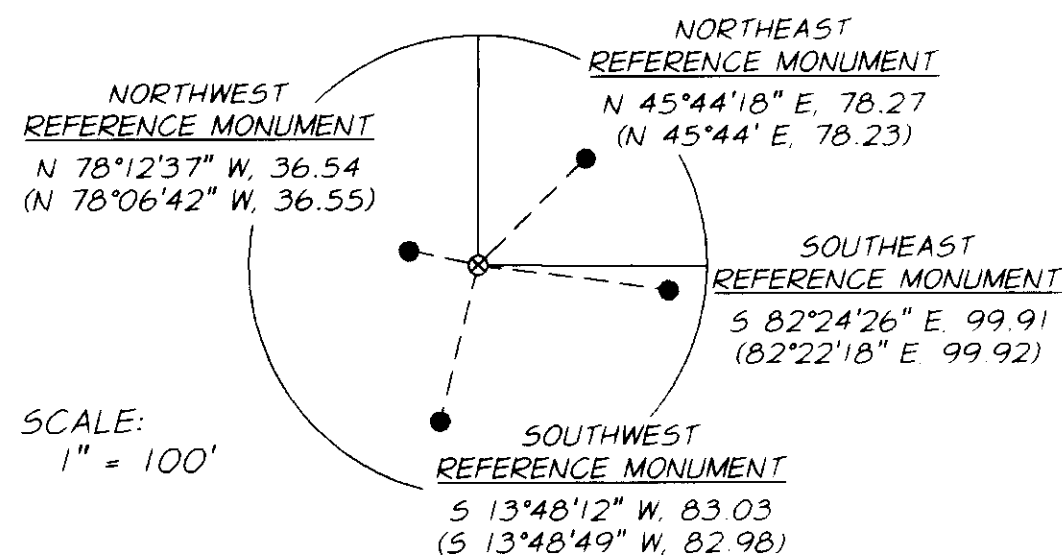 NORTHEAST
REFERENCE MONUMENT
N 45°44'18" E, 78.27
(N 45°44' E, 78.23)
NORTHWEST
REFERENCE MONUMENT
N 78°12'37" W, 36.54
(N 78°06'42" W, 36.55)
SOUTHEAST
REFERENCE MONUMENT
S 82°24'26" E. 99.91
(82°22'18" E. 99.92)
SCALE:
1" = 100'
SOUTHWEST
REFERENCE MONUMENT
S 13°48'12" W, 83.03
(S 13°48'49" W, 82.98)